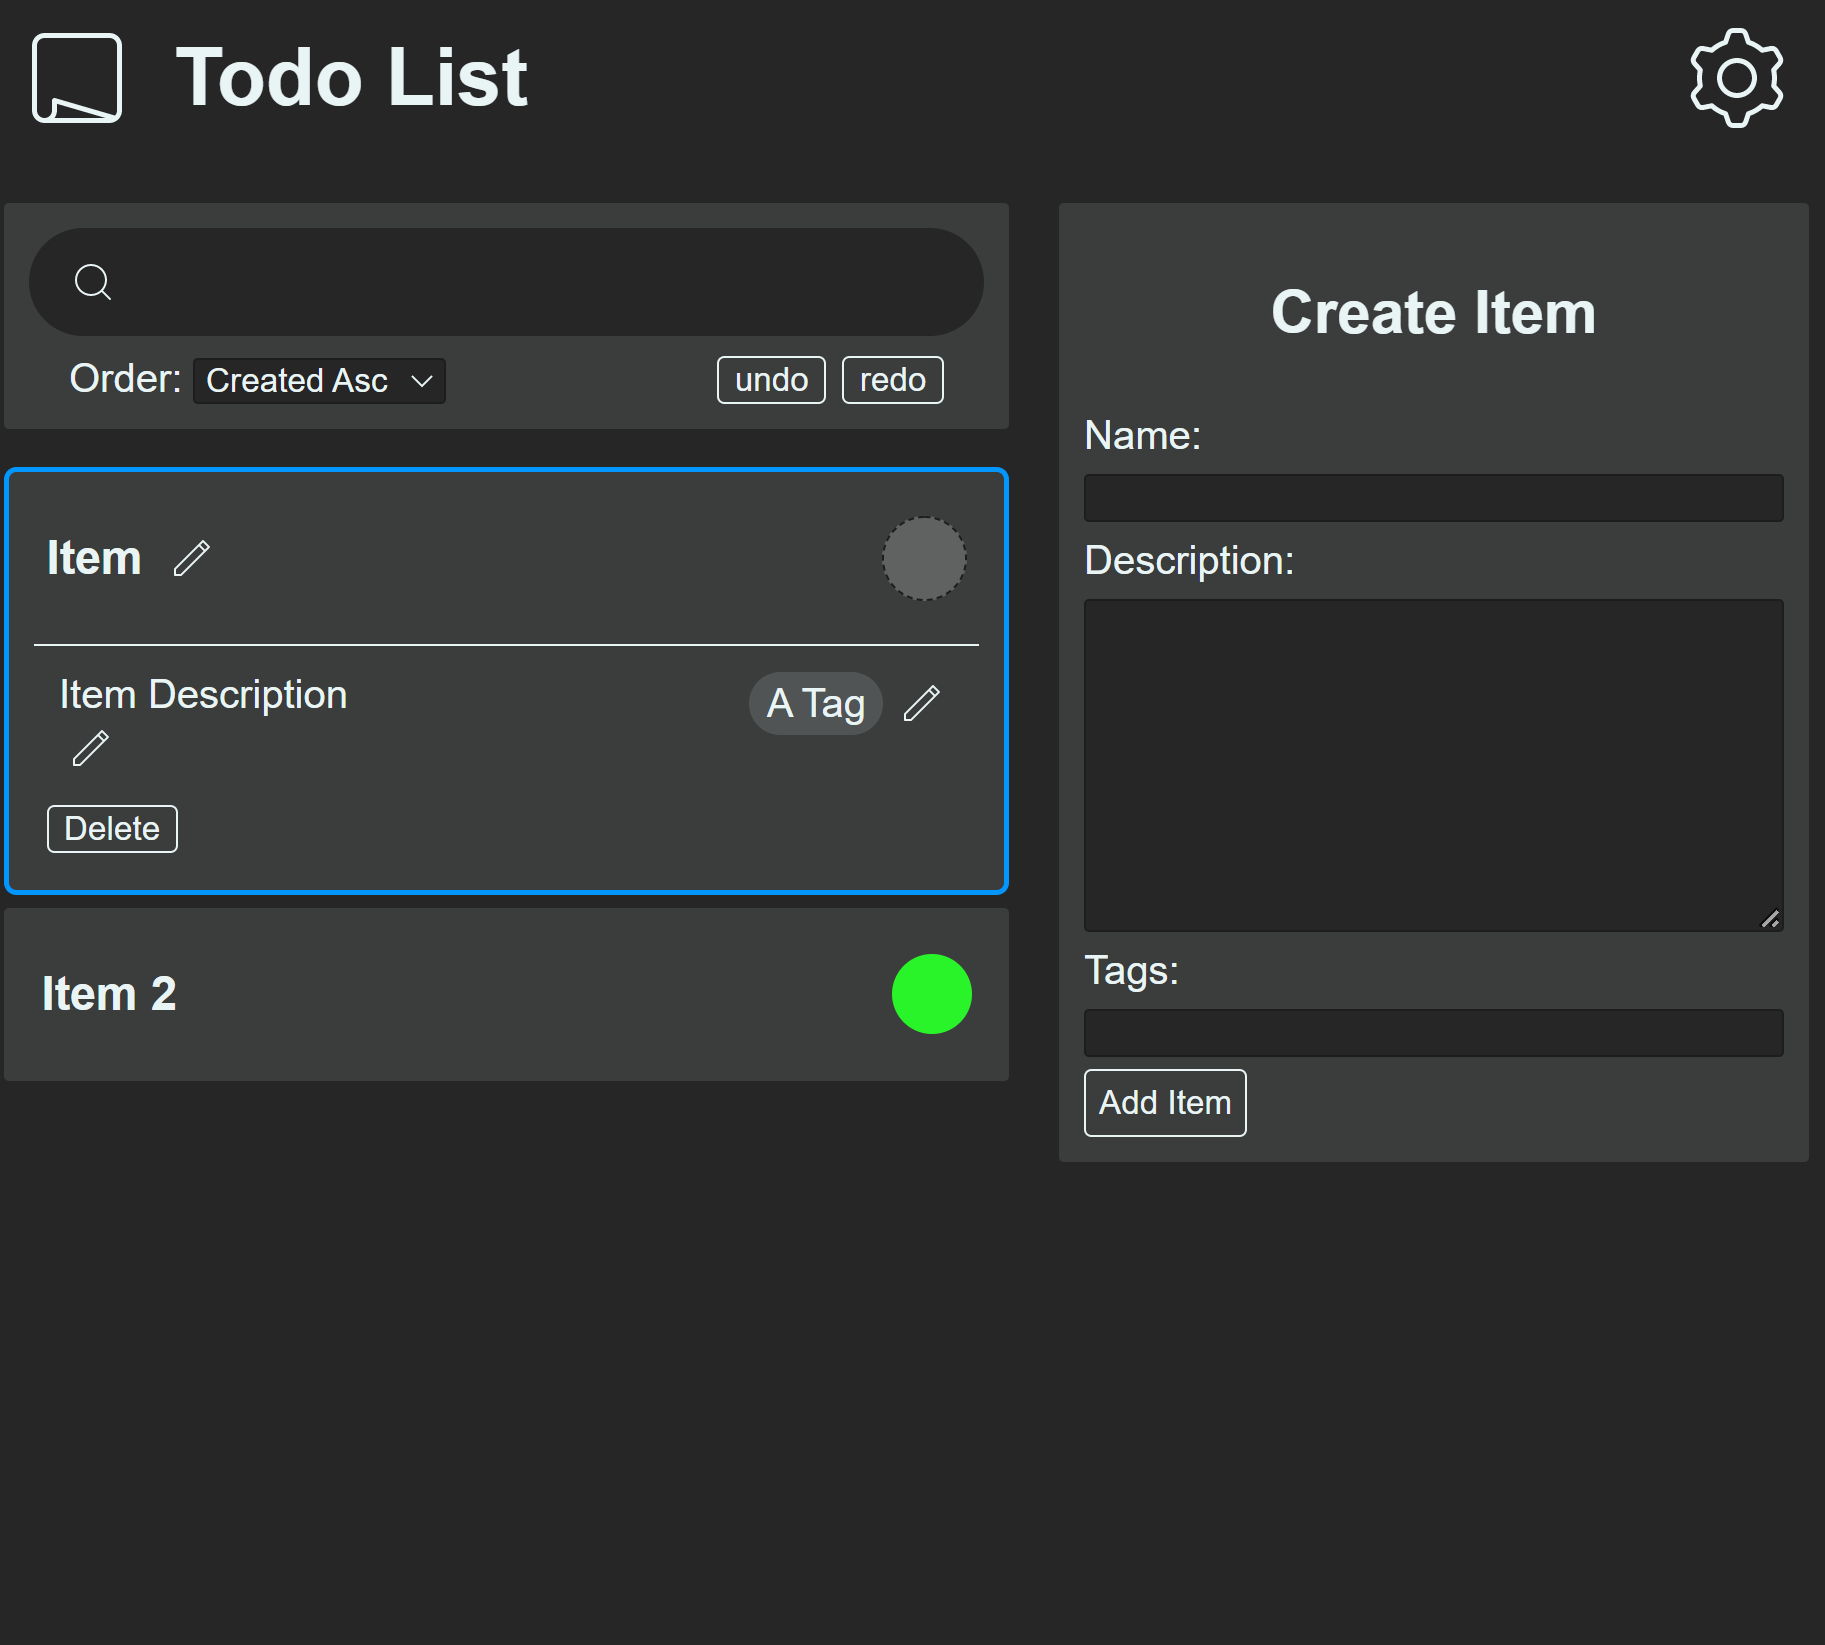 Todo List
Order: Created Asc
undo redo
Item
Item Description
A Tag
Delete
Item 2
Create Item
Name:
Description:
Tags:
Add Item